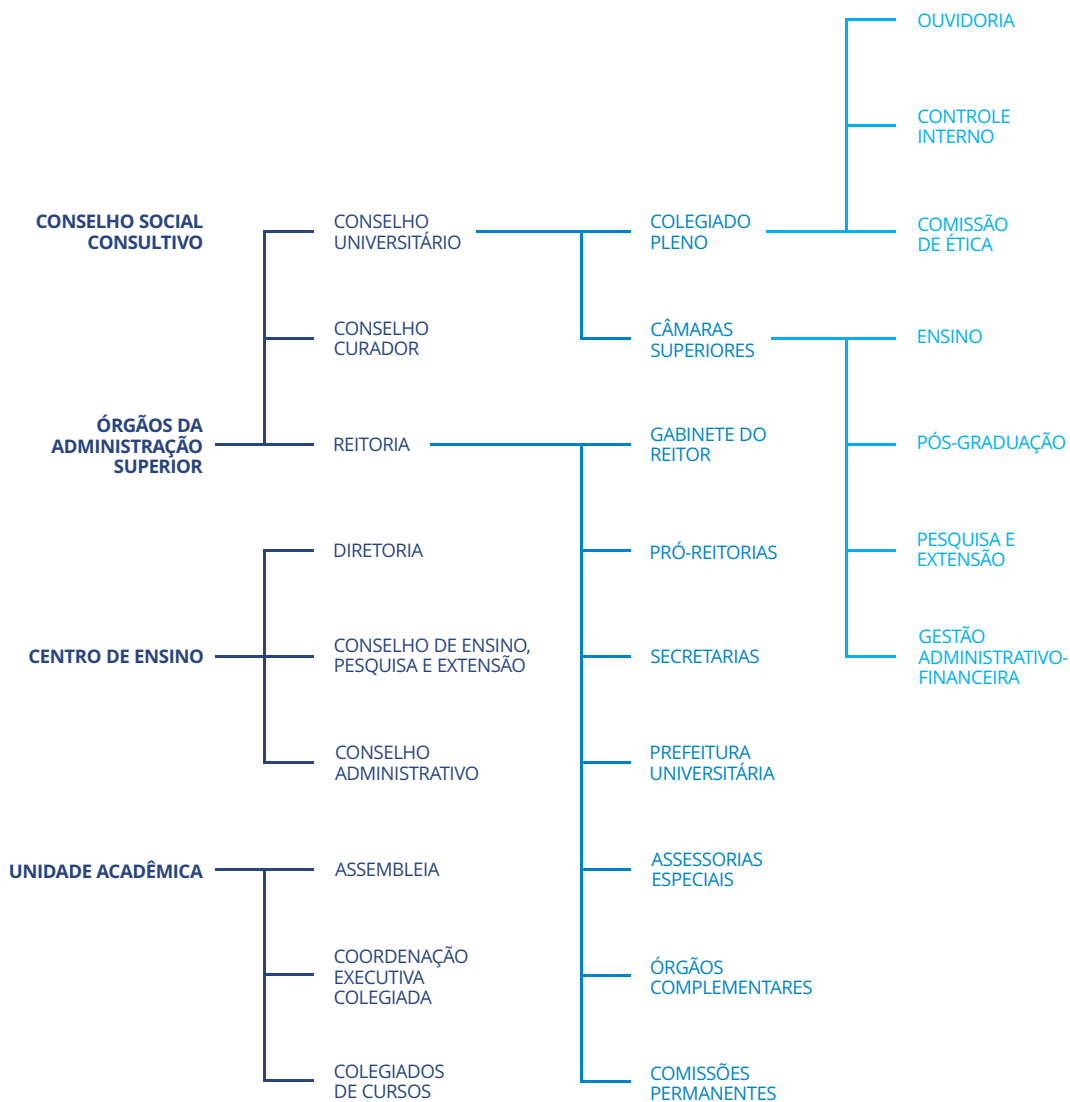 CONSELHO SOCIAL
CONSULTIVO
ÓRGÃOS DA
ADMINISTRAÇÃO
SUPERIOR
CENTRO DE ENSINO
UNIDADE ACADÊMICA
CONSELHO
UNIVERSITÁRIO
CONSELHO
CURADOR
REITORIA
DIRETORIA
CONSELHO DE ENSINO,
PESQUISA E EXTENSÃO
CONSELHO
ADMINISTRATIVO
ASSEMBLEIA
COORDENAÇÃO
EXECUTIVA
COLEGIADA
COLEGIADOS
DE CURSOS
COLEGIADO
PLENO
CÂMARAS
SUPERIORES
GABINETE DO
REITOR
PRÓ-REITORIAS
SECRETARIAS
PREFEITURA
UNIVERSITÁRIA
ASSESSORIAS
ESPECIAIS
ÓRGÃOS
COMPLEMENTARES
COMISSÕES
PERMANENTES
OUVIDORIA
CONTROLE
INTERNO
COMISSÃO
DE ÉTICA
ENSINO
PÓS-GRADUAÇÃO
PESQUISA E
EXTENSÃO
GESTÃO
ADMINISTRATIVO-
FINANCEIRA